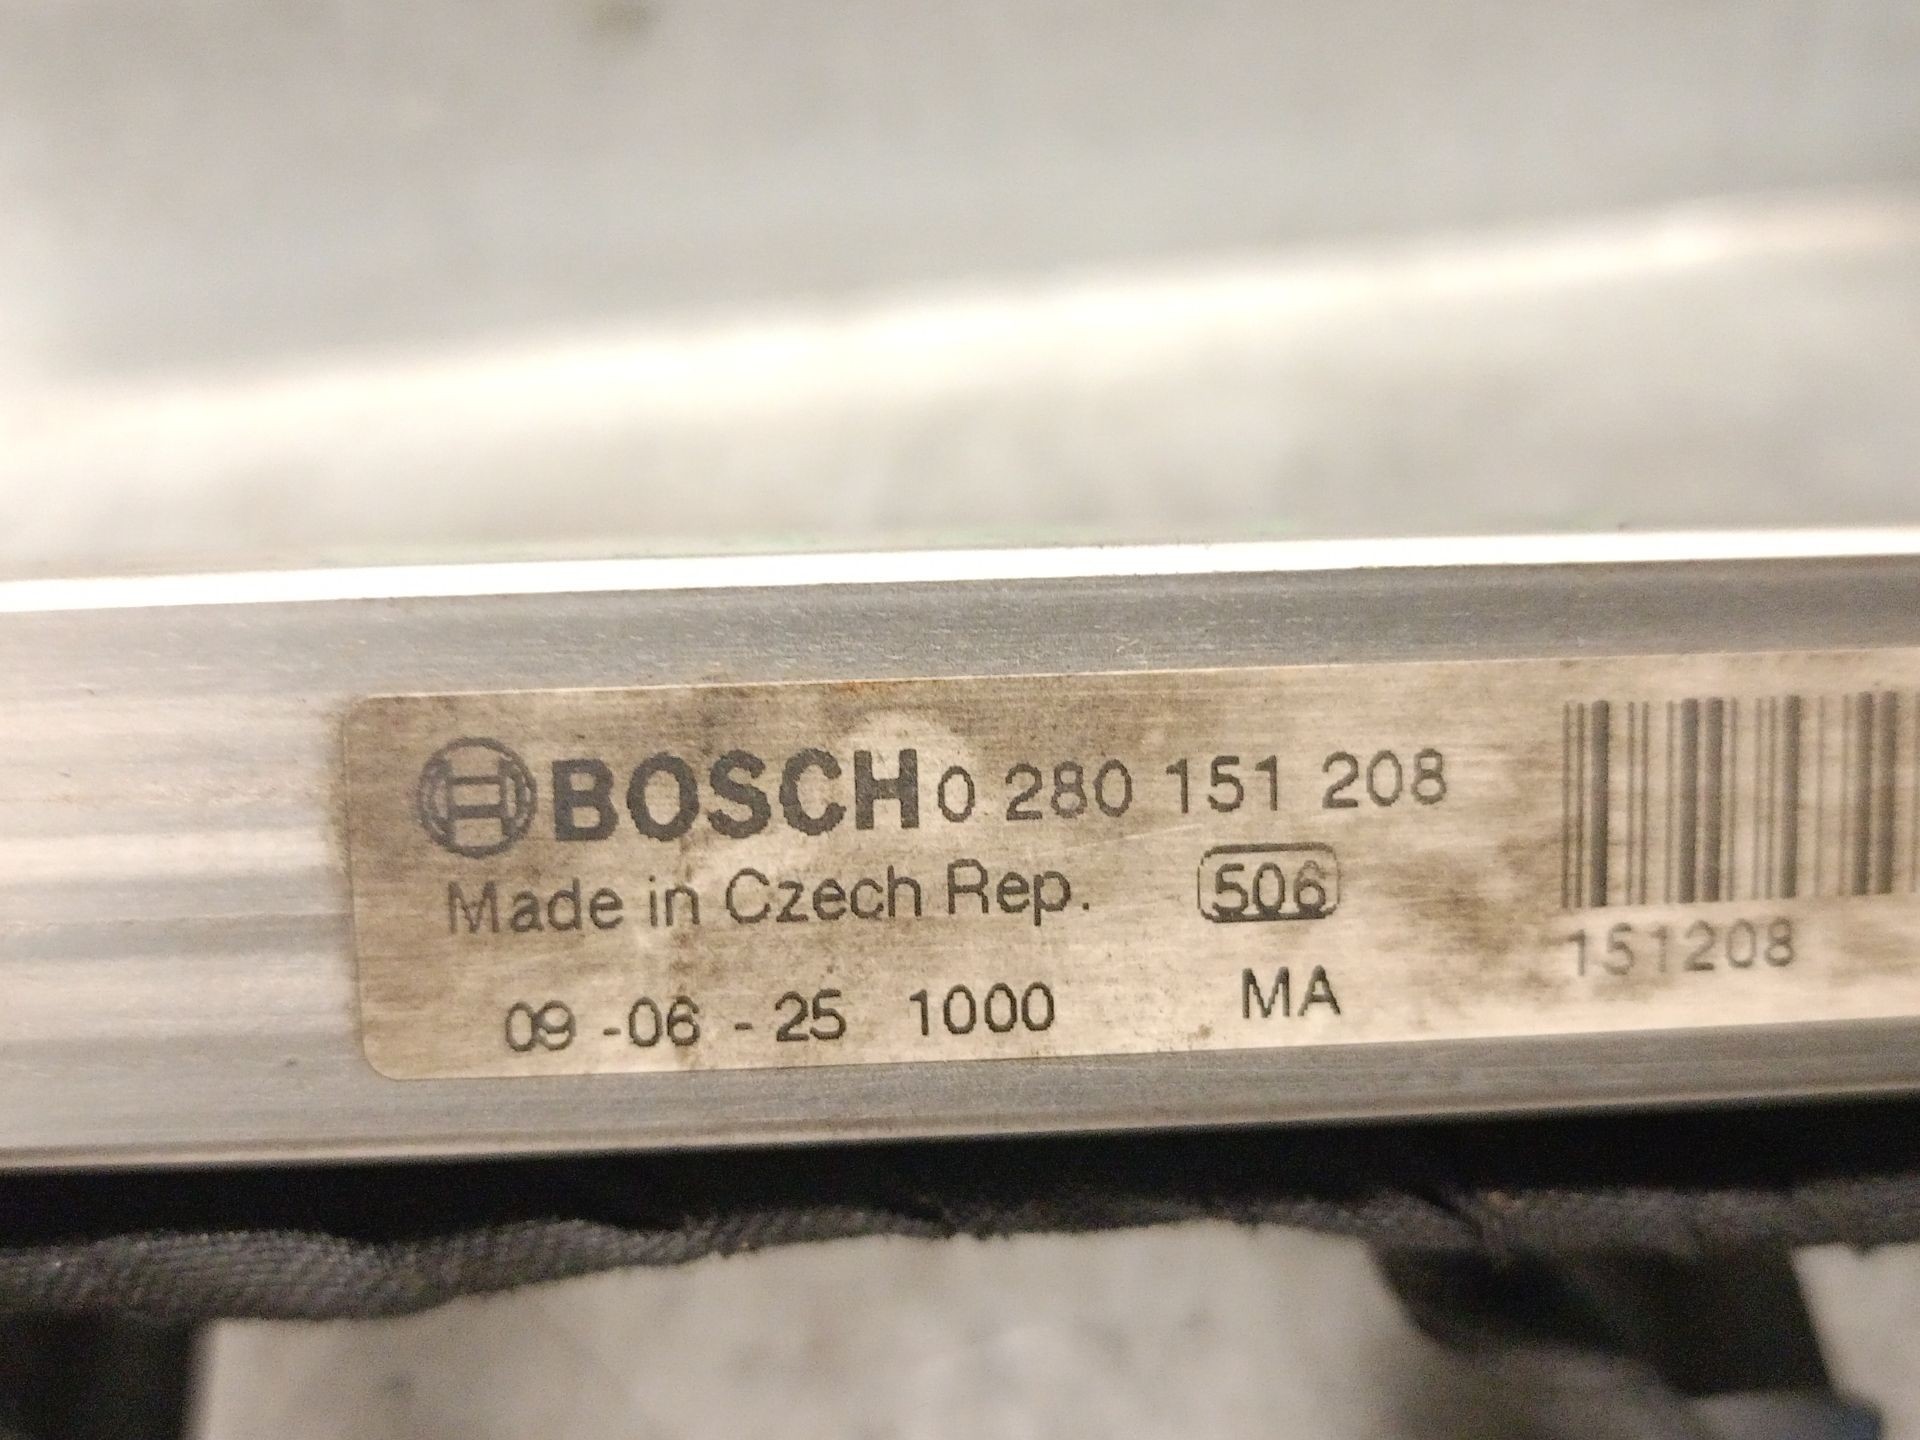 BOSCH 0 280 151 208
Made in Czech Rep. 506
151208
09-06-25 1000 MA